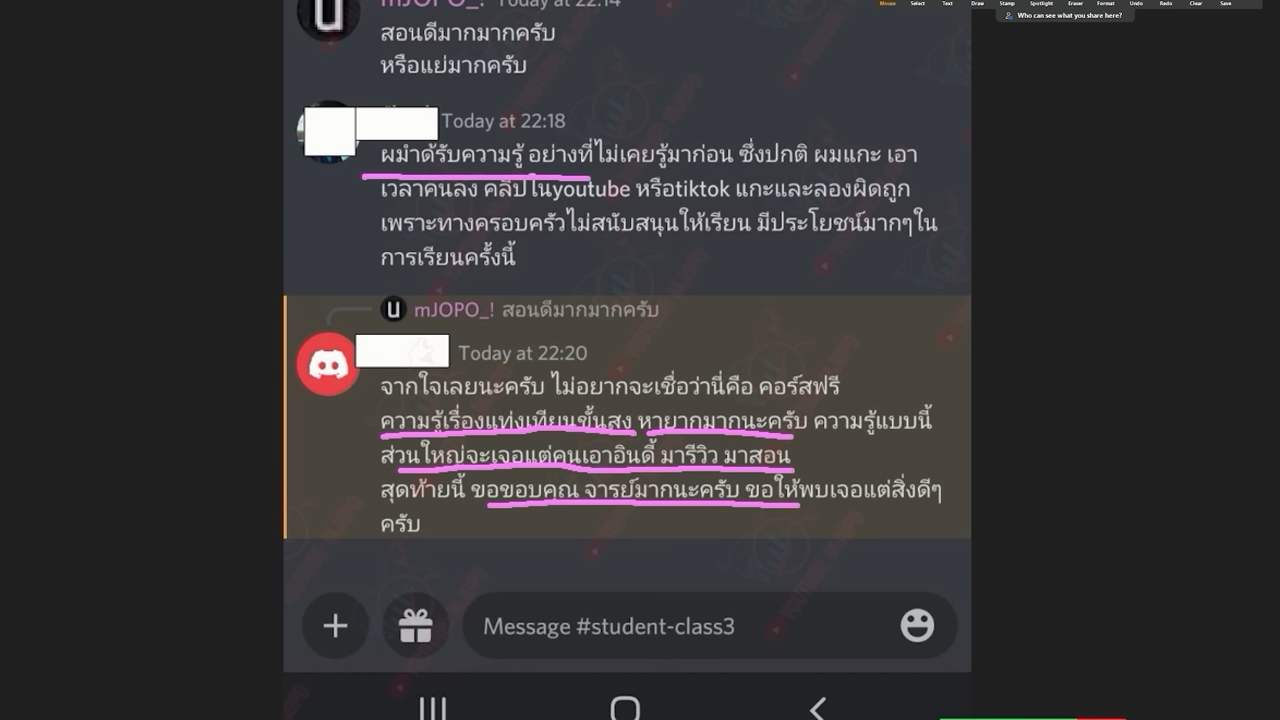 Mouse Select Text Draw Stamp Spotlight Eraser Format Undo Redo Clear Save
Who can see what you share here?
mJOPO_! Today at 22:14
สอนดีมากมากครับ
หรือแย่มากครับ
Today at 22:18
ผมำด้รับความรู้ อย่างที่ไม่เคยรู้มาก่อน ซึ่งปกติ ผมแกะ เอา
เวลาคนลง คลิปในyoutube หรือtiktok แกะและลองผิดถูก
เพราะทางครอบครัวไม่สนับสนุนให้เรียน มีประโยชน์มากๆใน
การเรียนครั้งนี้
mJOPO_! สอนดีมากมากครับ
Today at 22:20
จากใจเลยนะครับ ไม่อยากจะเชื่อว่านี่คือ คอร์สฟรี
ความรู้เรื่องแท่งเทียนขั้นสูง หายากมากนะครับ ความรู้แบบนี้
ส่วนใหญ่จะเจอแต่คนเอาอินดี้ มารีวิว มาสอน
สุดท้ายนี้ ขอขอบคุณ จารย์มากนะครับ ขอให้พบเจอแต่สิ่งดีๆ
ครับ
Message #student-class3